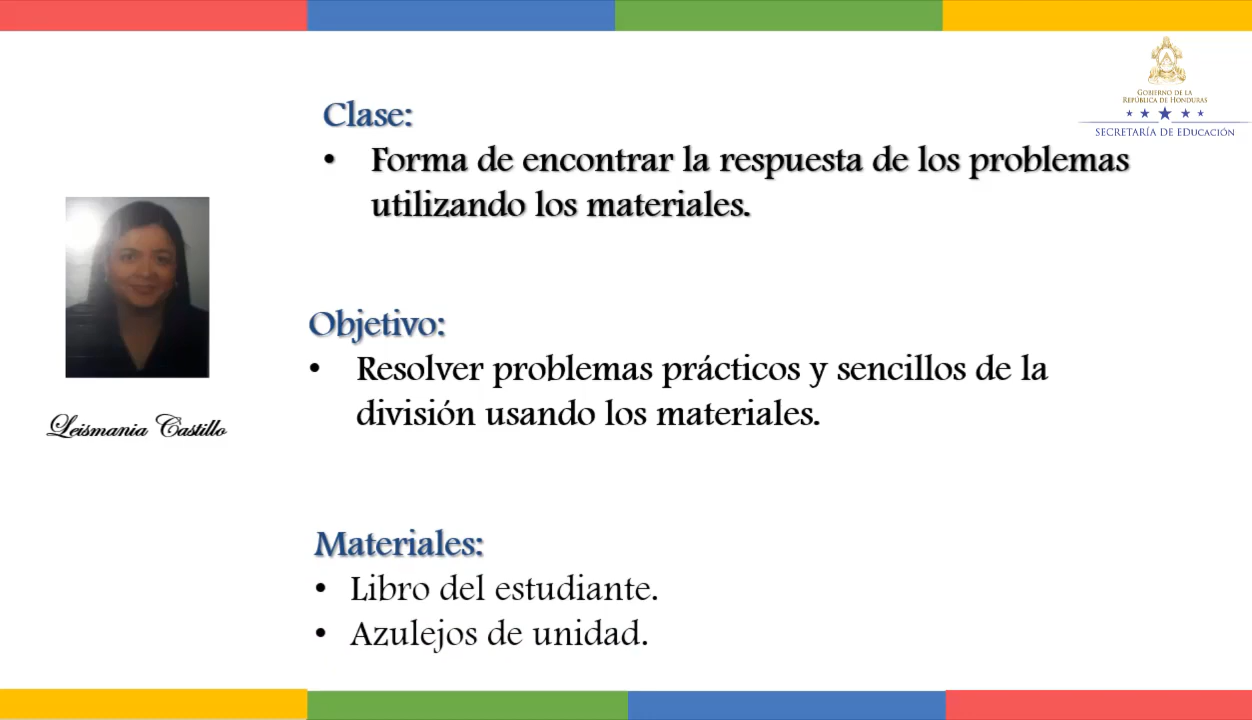 GOBIERNO DE LA
REPÚBLICA DE HONDURAS
SECRETARÍA DE EDUCACIÓN
Clase:
• Forma de encontrar la respuesta de los problemas
utilizando los materiales.
Leismania Castillo
Objetivo:
• Resolver problemas prácticos y sencillos de la
división usando los materiales.
Materiales:
• Libro del estudiante.
• Azulejos de unidad.